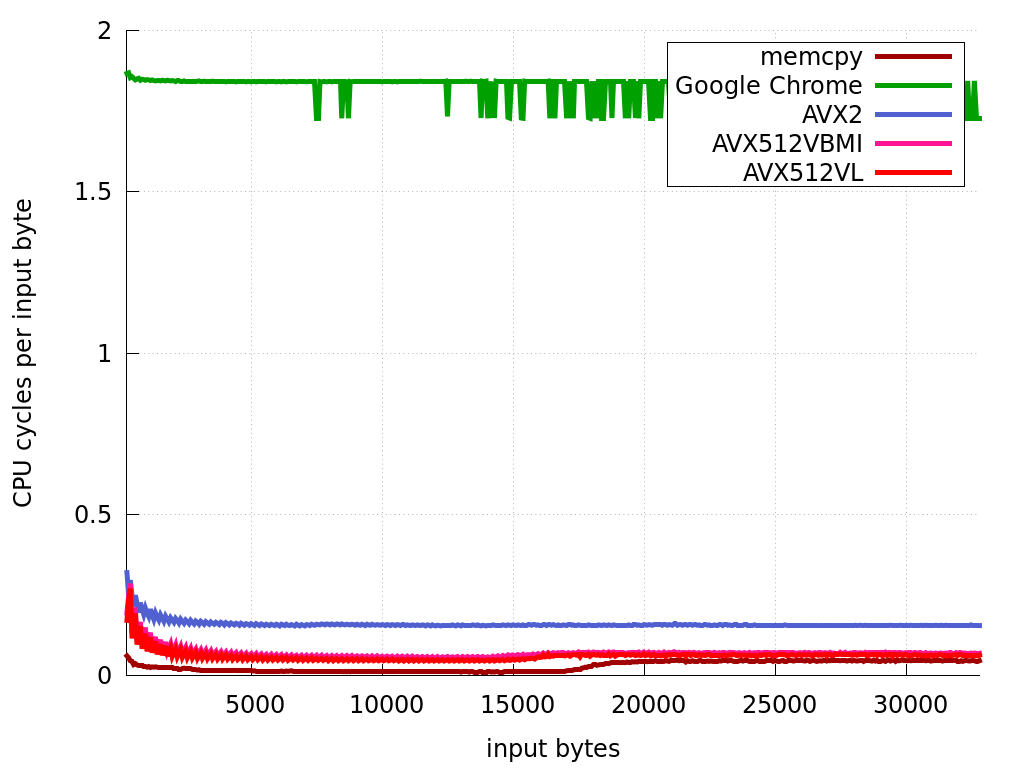 2
memcpy
Google Chrome
AVX2
AVX512VBMI
AVX512VL
1.5
CPU cycles per input byte
1
0.5
0
5000 10000 15000 20000 25000 30000
input bytes